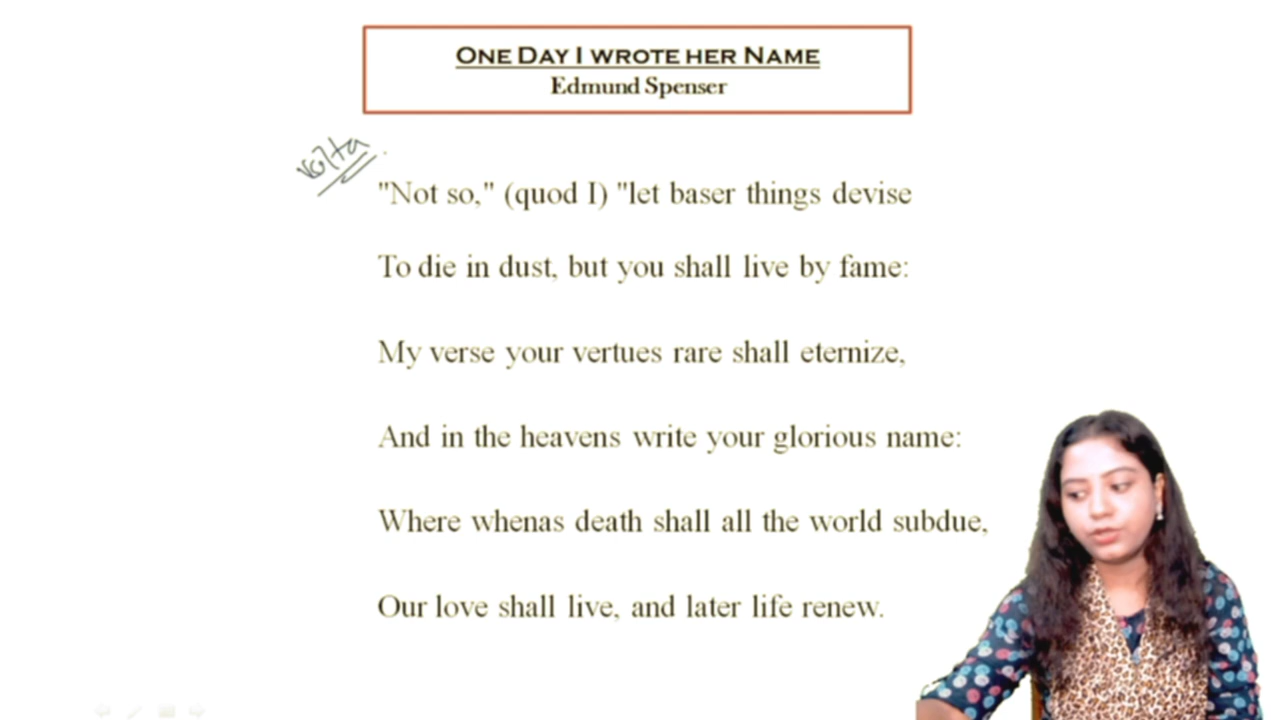 ONE DAY I WROTE HER NAME
Edmund Spenser
volta
"Not so," (quod I) "let baser things devise
To die in dust, but you shall live by fame:
My verse your vertues rare shall eternize,
And in the heavens write your glorious name:
Where whenas death shall all the world subdue,
Our love shall live, and later life renew.